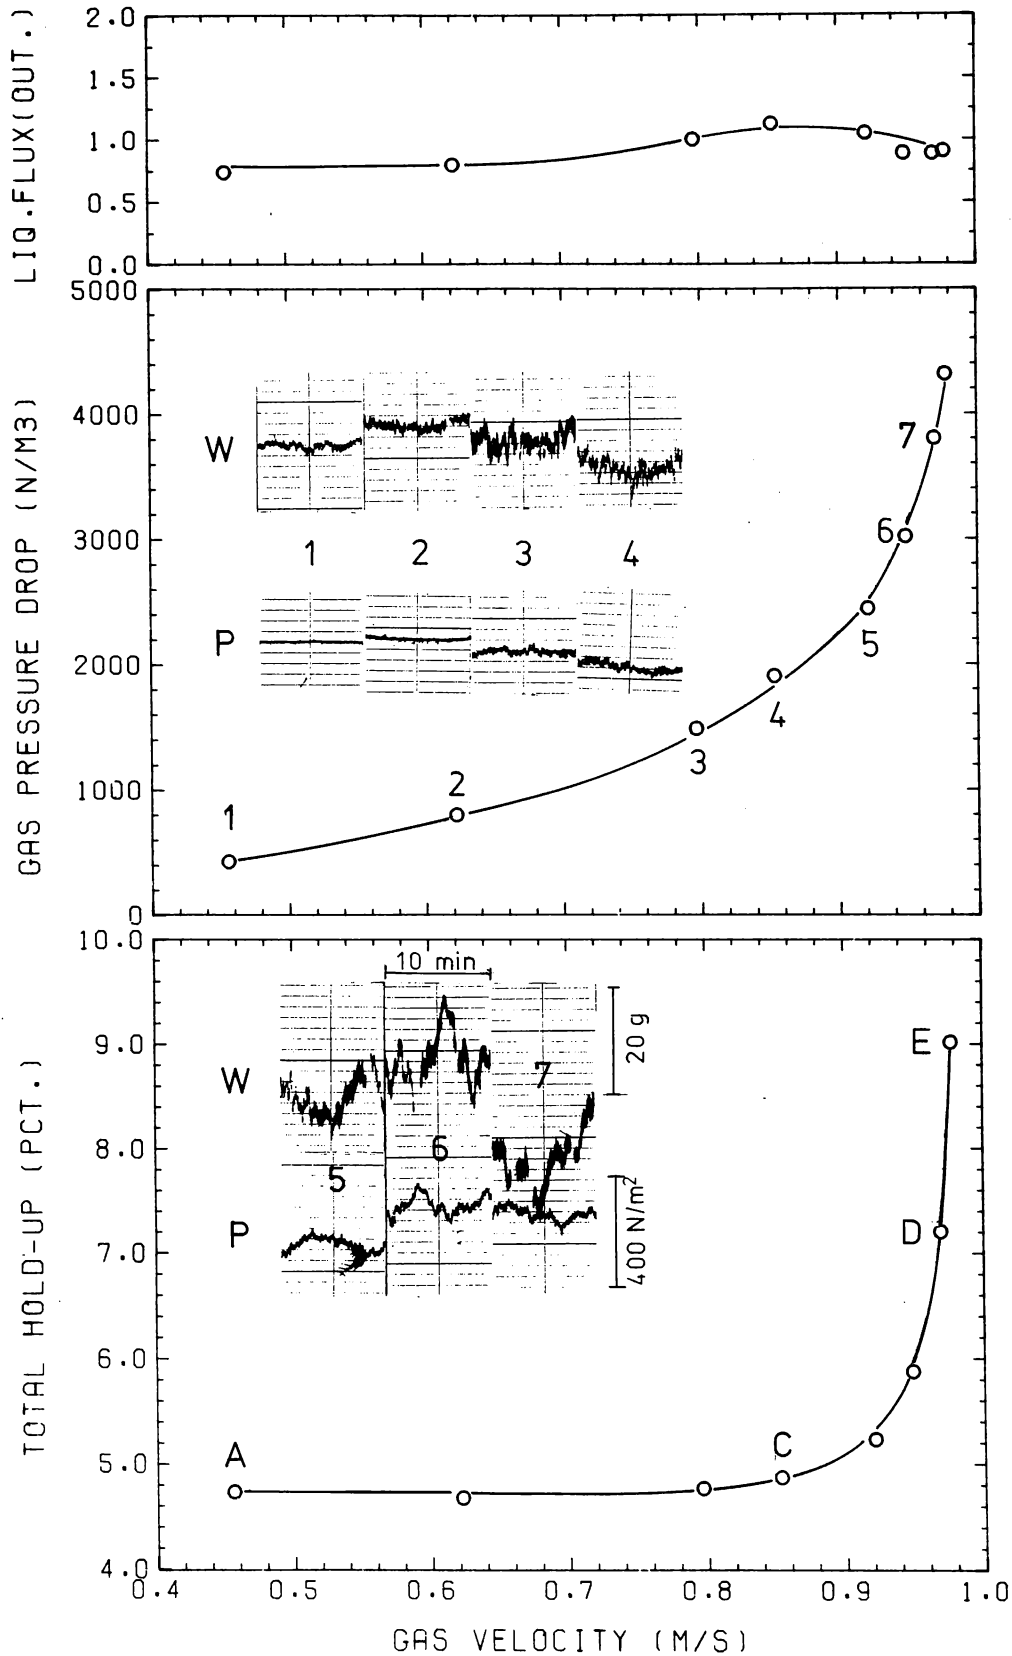 LIQ.FLUX(OUT.)
2.0
1.5
1.0
0.5
0.0
GAS PRESSURE DROP (N/M3)
5000
4000
3000
2000
1000
0
W
1 2 3 4
P
1
2
3
4
5
6
7
TOTAL HOLD-UP (PCT.)
10.0
9.0
8.0
7.0
6.0
5.0
4.0
10 min
20 g
W
7
6
5
P
400 N/m²
A
C
D
E
0.4 0.5 0.6 0.7 0.8 0.9 1.0
GAS VELOCITY (M/S)